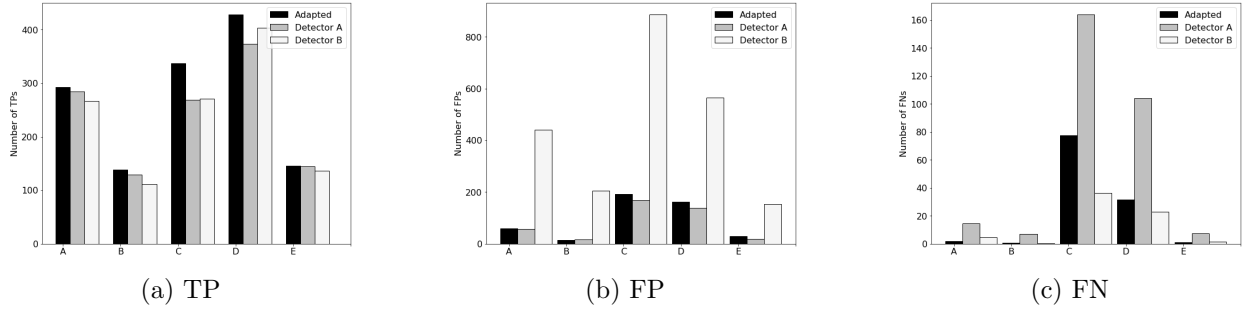 Number of TPs
400
300
200
100
0
A B C D E
Adapted
Detector A
Detector B
(a) TP
Number of FPs
800
600
400
200
0
A B C D E
Adapted
Detector A
Detector B
(b) FP
Number of FNs
160
140
120
100
80
60
40
20
0
A B C D E
Adapted
Detector A
Detector B
(c) FN